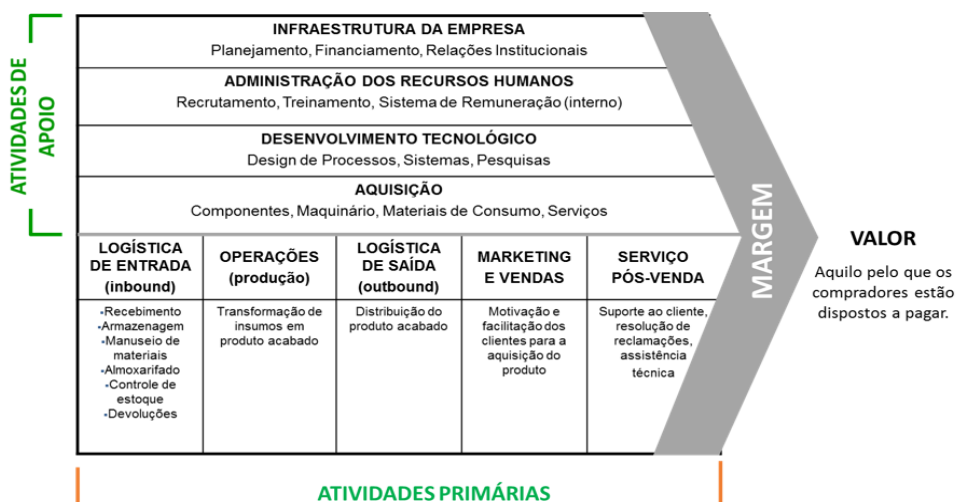 ATIVIDADES DE
APOIO
INFRAESTRUTURA DA EMPRESA
Planejamento, Financiamento, Relações Institucionais
ADMINISTRAÇÃO DOS RECURSOS HUMANOS
Recrutamento, Treinamento, Sistema de Remuneração (interno)
DESENVOLVIMENTO TECNOLÓGICO
Design de Processos, Sistemas, Pesquisas
AQUISIÇÃO
Componentes, Maquinário, Materiais de Consumo, Serviços
LOGÍSTICA
DE ENTRADA
(inbound)
•Recebimento
•Armazenagem
•Manuseio de
materiais
•Almoxarifado
•Controle de
estoque
•Devoluções
OPERAÇÕES
(produção)
Transformação de
insumos em
produto acabado
LOGÍSTICA
DE SAÍDA
(outbound)
Distribuição do
produto acabado
MARKETING
E VENDAS
Motivação e
facilitação dos
clientes para a
aquisição do
produto
SERVIÇO
PÓS-VENDA
Suporte ao cliente,
resolução de
reclamações,
assistência
técnica
MARGEM
VALOR
Aquilo pelo que os
compradores estão
dispostos a pagar.
ATIVIDADES PRIMÁRIAS